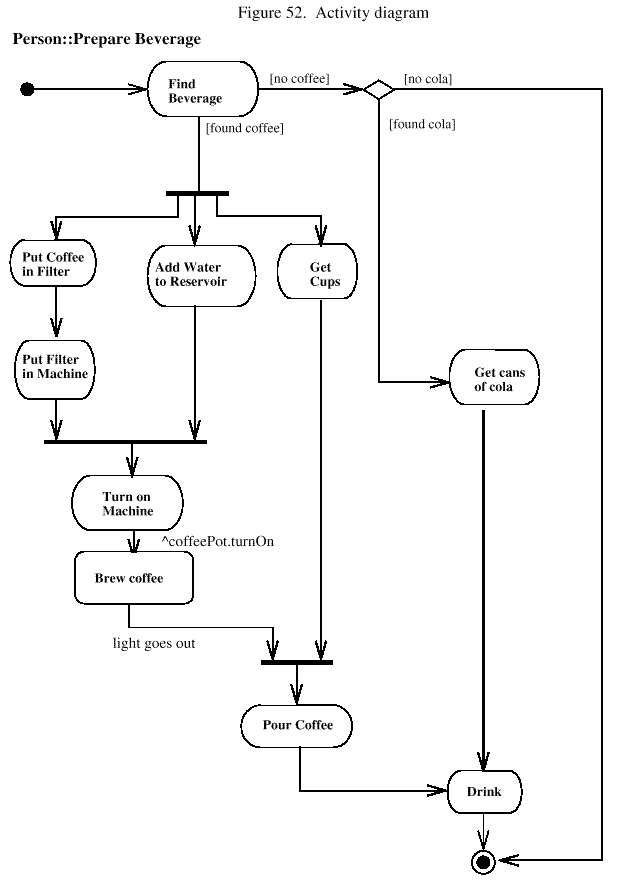 Figure 52. Activity diagram
Person::Prepare Beverage
Find
Beverage
[no coffee]
[no cola]
[found coffee]
[found cola]
Put Coffee
in Filter
Add Water
to Reservoir
Get
Cups
Put Filter
in Machine
Get cans
of cola
Turn on
Machine
^coffeePot.turnOn
Brew coffee
light goes out
Pour Coffee
Drink